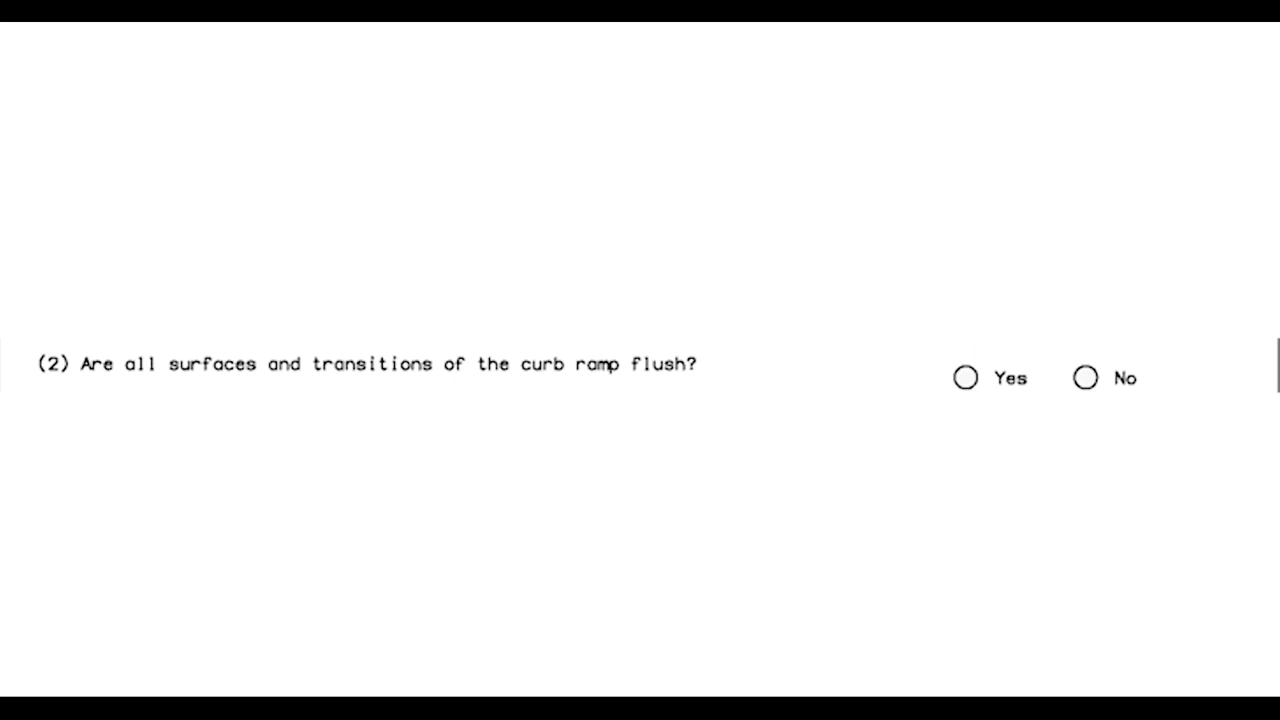 (2) Are all surfaces and transitions of the curb ramp flush?
Yes No